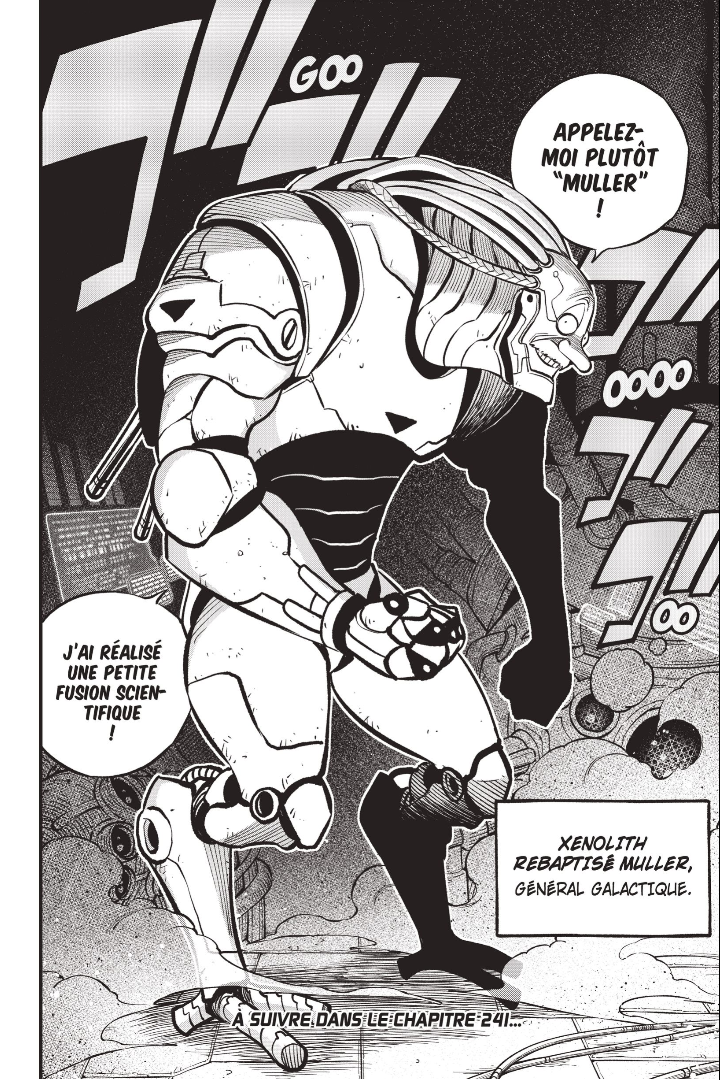 GOO
APPELEZ-
MOI PLUTÔT
“MULLER”
!
OOOO
OO
J'AI RÉALISÉ
UNE PETITE
FUSION SCIEN-
TIFIQUE
!
XENOLITH
REBAPTISÉ MULLER,
GÉNÉRAL GALACTIQUE.
À SUIVRE DANS LE CHAPITRE 241...